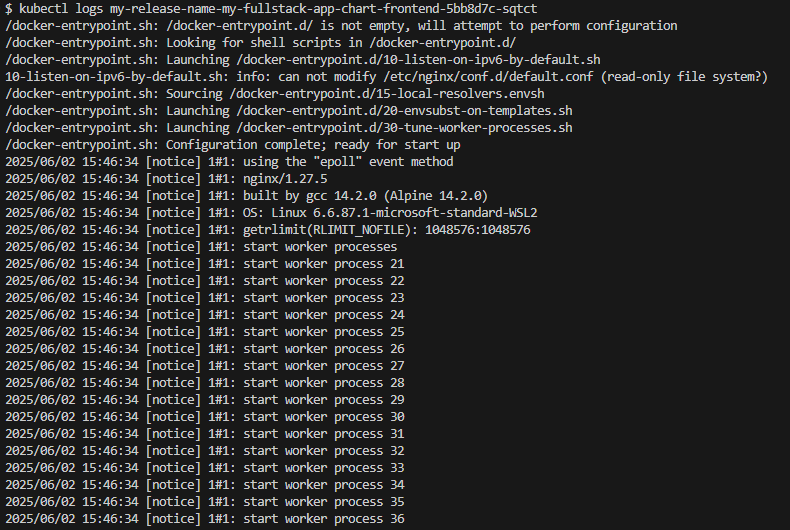 $ kubectl logs my-release-name-my-fullstack-app-chart-frontend-5bb8d7c-sqtct
/docker-entrypoint.sh: /docker-entrypoint.d/ is not empty, will attempt to perform configuration
/docker-entrypoint.sh: Looking for shell scripts in /docker-entrypoint.d/
/docker-entrypoint.sh: Launching /docker-entrypoint.d/10-listen-on-ipv6-by-default.sh
10-listen-on-ipv6-by-default.sh: info: can not modify /etc/nginx/conf.d/default.conf (read-only file system?)
/docker-entrypoint.sh: Sourcing /docker-entrypoint.d/15-local-resolvers.envsh
/docker-entrypoint.sh: Launching /docker-entrypoint.d/20-envsubst-on-templates.sh
/docker-entrypoint.sh: Launching /docker-entrypoint.d/30-tune-worker-processes.sh
/docker-entrypoint.sh: Configuration complete; ready for start up
2025/06/02 15:46:34 [notice] 1#1: using the "epoll" event method
2025/06/02 15:46:34 [notice] 1#1: nginx/1.27.5
2025/06/02 15:46:34 [notice] 1#1: built by gcc 14.2.0 (Alpine 14.2.0)
2025/06/02 15:46:34 [notice] 1#1: OS: Linux 6.6.87.1-microsoft-standard-WSL2
2025/06/02 15:46:34 [notice] 1#1: getrlimit(RLIMIT_NOFILE): 1048576:1048576
2025/06/02 15:46:34 [notice] 1#1: start worker processes
2025/06/02 15:46:34 [notice] 1#1: start worker process 21
2025/06/02 15:46:34 [notice] 1#1: start worker process 22
2025/06/02 15:46:34 [notice] 1#1: start worker process 23
2025/06/02 15:46:34 [notice] 1#1: start worker process 24
2025/06/02 15:46:34 [notice] 1#1: start worker process 25
2025/06/02 15:46:34 [notice] 1#1: start worker process 26
2025/06/02 15:46:34 [notice] 1#1: start worker process 27
2025/06/02 15:46:34 [notice] 1#1: start worker process 28
2025/06/02 15:46:34 [notice] 1#1: start worker process 29
2025/06/02 15:46:34 [notice] 1#1: start worker process 30
2025/06/02 15:46:34 [notice] 1#1: start worker process 31
2025/06/02 15:46:34 [notice] 1#1: start worker process 32
2025/06/02 15:46:34 [notice] 1#1: start worker process 33
2025/06/02 15:46:34 [notice] 1#1: start worker process 34
2025/06/02 15:46:34 [notice] 1#1: start worker process 35
2025/06/02 15:46:34 [notice] 1#1: start worker process 36